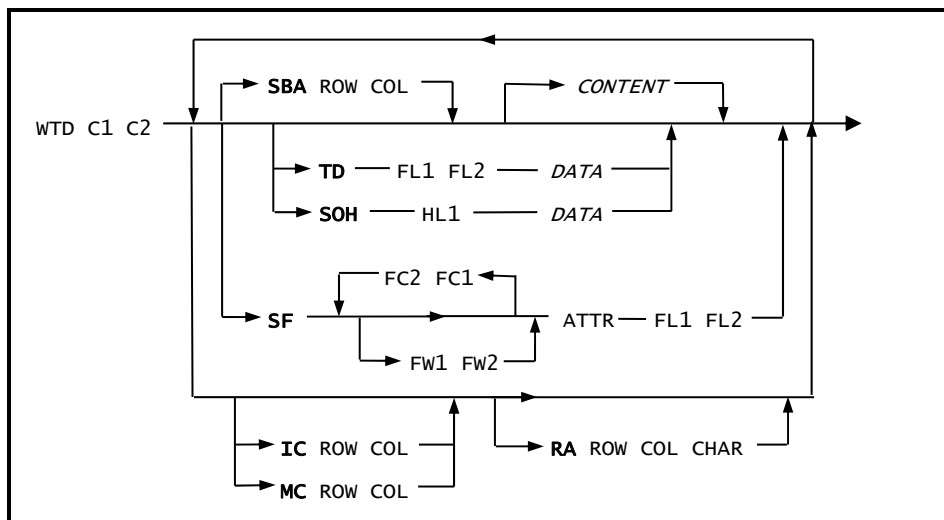 SBA ROW COL
CONTENT
WTD C1 C2
TD FL1 FL2 DATA
SOH HL1 DATA
FC2 FC1
SF ATTR FL1 FL2
FW1 FW2
IC ROW COL
RA ROW COL CHAR
MC ROW COL